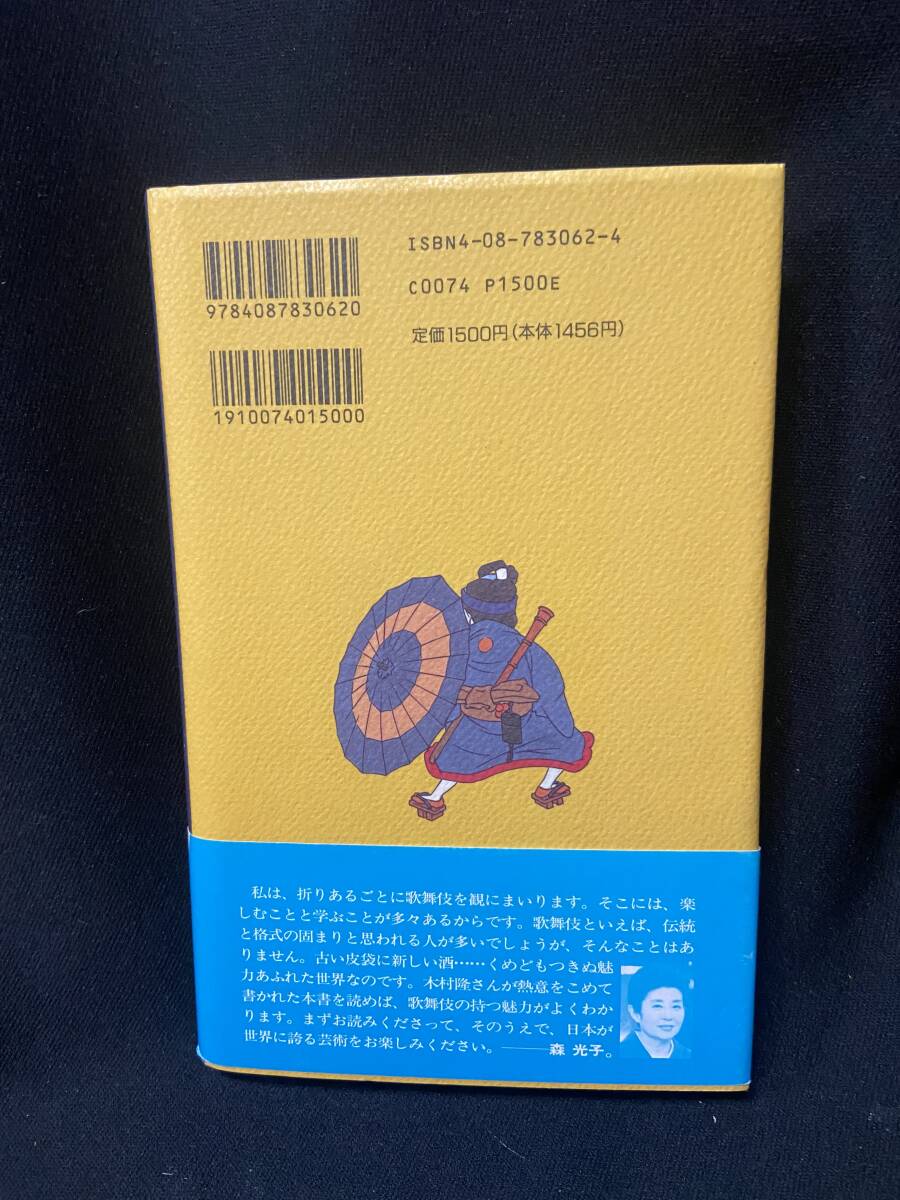 ISBN4-08-783062-4
C0074 P1500E
定価1500円(本体1456円)
9784087830620
1910074015000
私は、折りあるごとに歌舞伎を観にまいります。そこには、楽
しむことと学ぶことが多々あるからです。歌舞伎といえば、伝統
と格式の固まりと思われる人が多いでしょうが、そんなことはあ
りません。古い皮袋に新しい酒……くめどもつきぬ魅
力あふれた世界なのです。木村隆さんが熱意をこめて
書かれた本書を読めば、歌舞伎の持つ魅力がよくわか
ります。まずお読みくださって、そのうえで、日本が
世界に誇る芸術をお楽しみください。——森 光子。